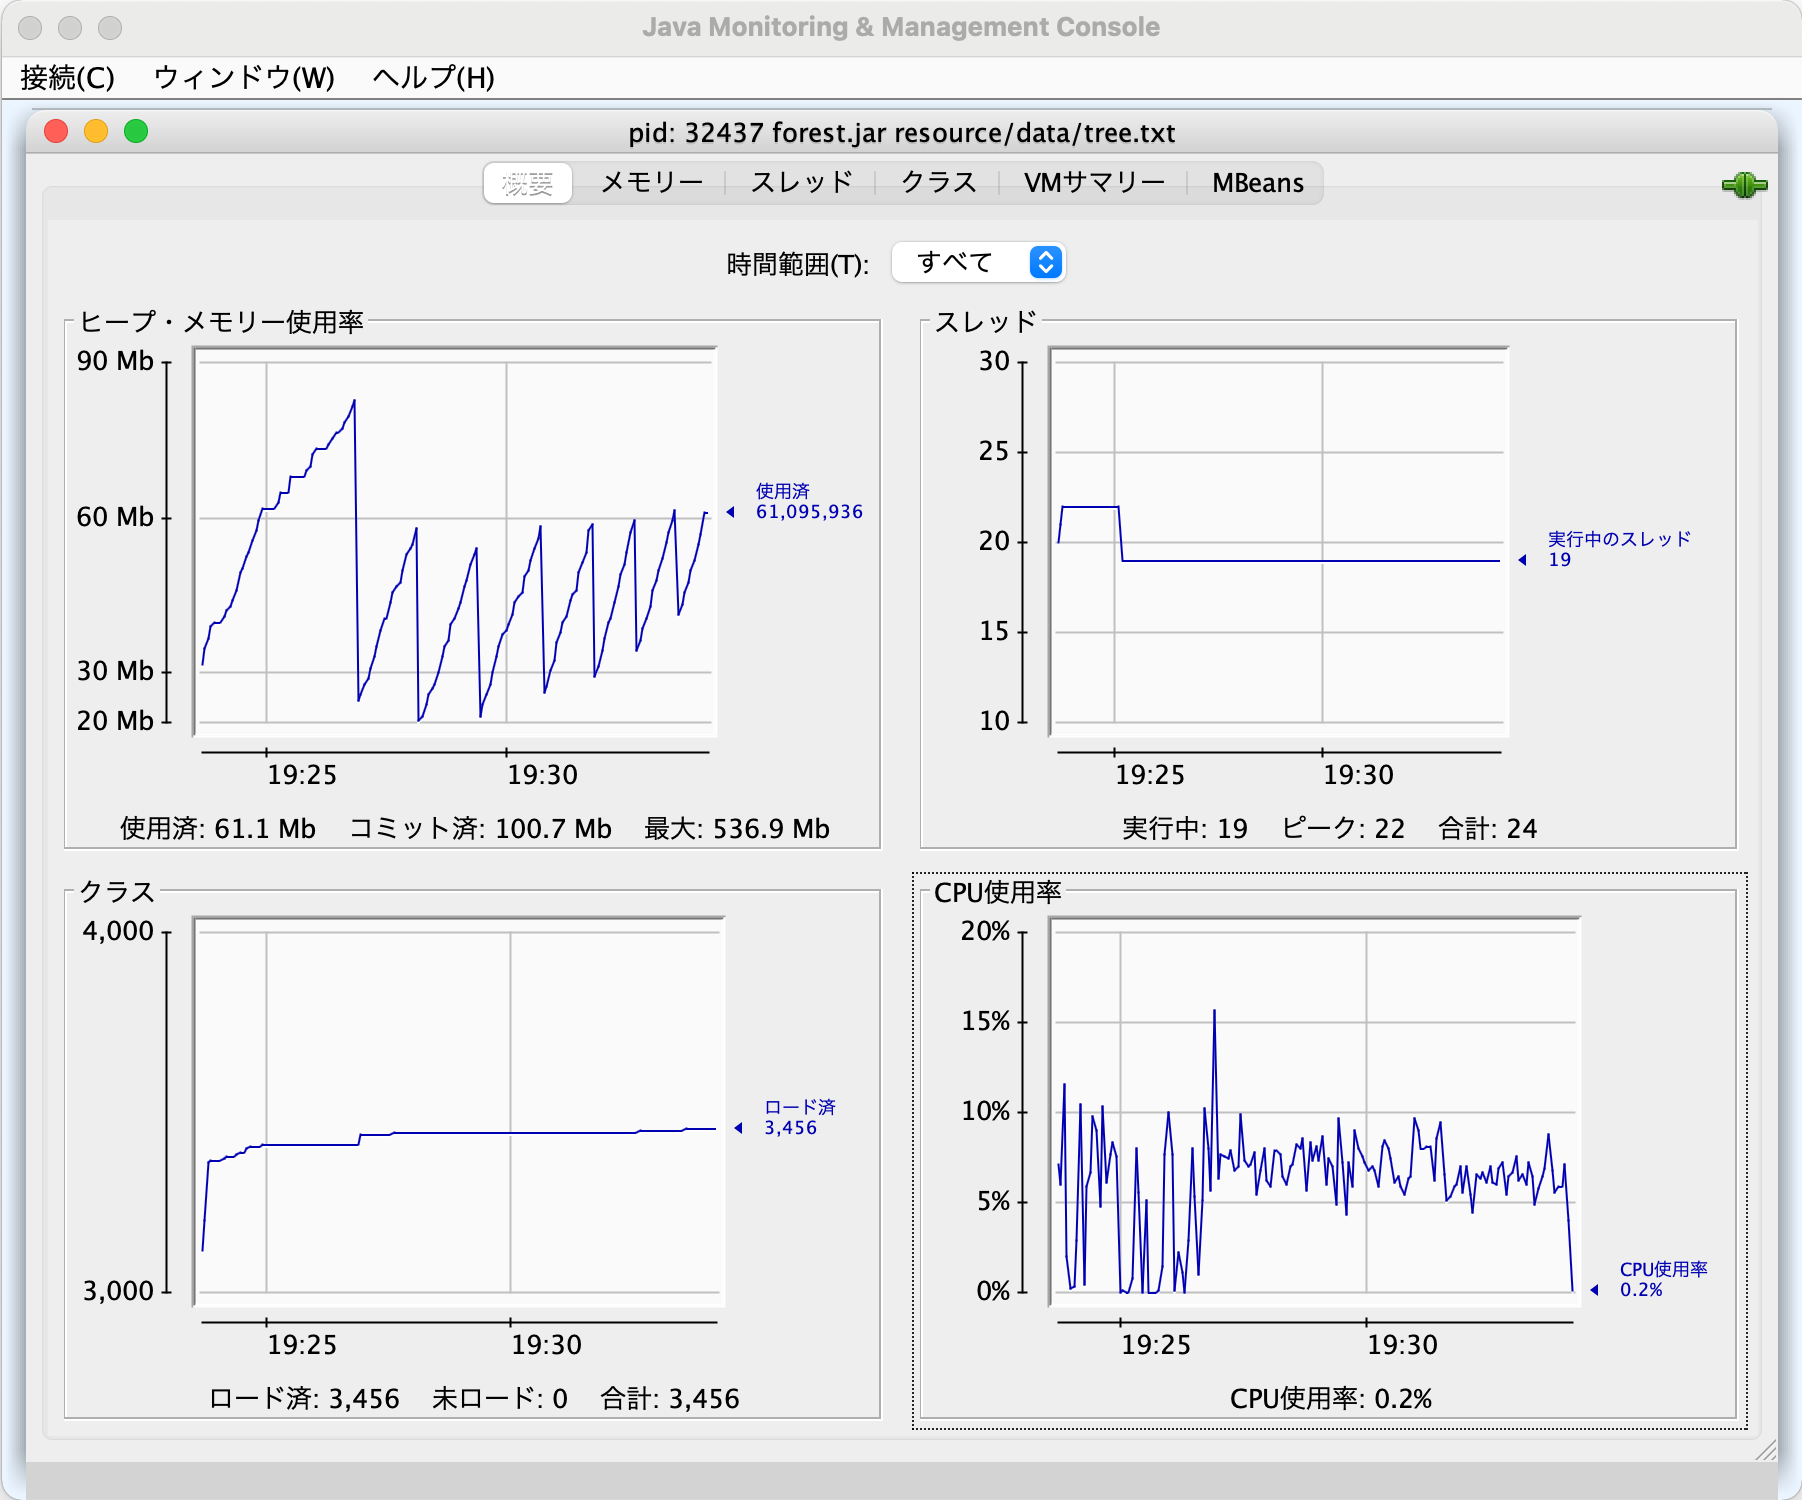 Java Monitoring & Management Console
接続(C) ウィンドウ(W) ヘルプ(H)
pid: 32437 forest.jar resource/data/tree.txt
概要 メモリー スレッド クラス VMサマリー MBeans
時間範囲(T): すべて
ヒープ・メモリー使用率
90 Mb
60 Mb
30 Mb
20 Mb
19:25 19:30
使用済
61,095,936
使用済: 61.1 Mb コミット済: 100.7 Mb 最大: 536.9 Mb
スレッド
30
25
20
15
10
19:25 19:30
実行中のスレッド
19
実行中: 19 ピーク: 22 合計: 24
クラス
4,000
3,000
19:25 19:30
ロード済
3,456
ロード済: 3,456 未ロード: 0 合計: 3,456
CPU使用率
20%
15%
10%
5%
0%
19:25 19:30
CPU使用率
0.2%
CPU使用率: 0.2%